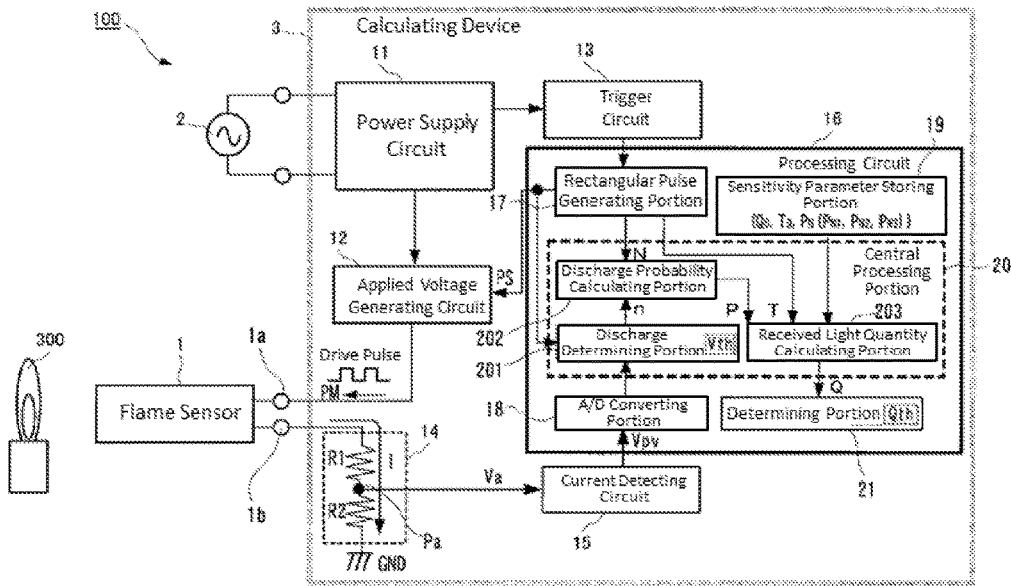 100
3
Calculating Device
11
13
Power Supply
Circuit
Trigger
Circuit
2
16
19
Processing Circuit
17
Rectangular Pulse
Generating Portion
Sensitivity Parameter Storing
Portion
12
Applied Voltage
Generating Circuit
PS
N
Central
Processing
Portion
20
Discharge Probability
Calculating Portion
202
P
T
203
n
201
Discharge
Determining Portion
Vth
Received Light Quantity
Calculating Portion
Q
300
1
1a
Drive Pulse
PM
Flame Sensor
18
A/D Converting
Portion
Determining Portion
Qth
21
Vpv
14
R1
I
R2
Va
Current Detecting
Circuit
15
1b
Pa
GND